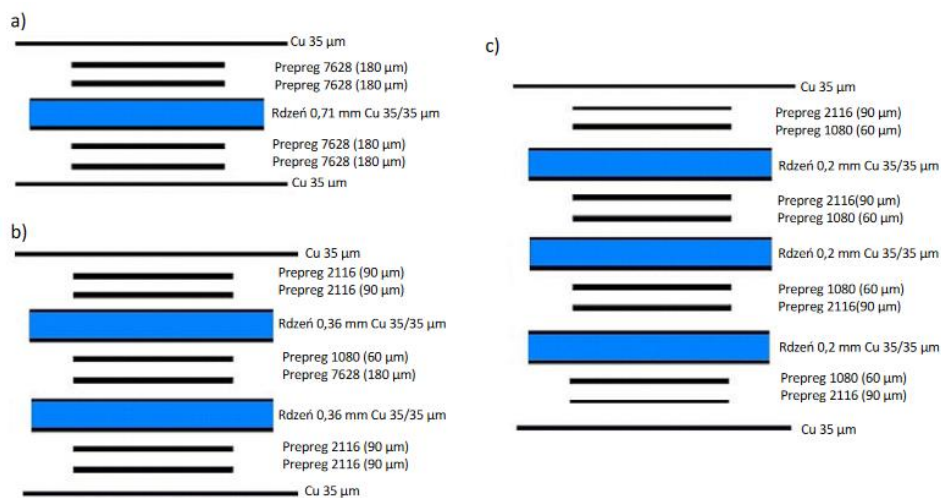 a)
Cu 35 µm
Prepreg 7628 (180 µm)
Prepreg 7628 (180 µm)
Rdzeń 0,71 mm Cu 35/35 µm
Prepreg 7628 (180 µm)
Prepreg 7628 (180 µm)
Cu 35 µm
b)
Cu 35 µm
Prepreg 2116 (90 µm)
Prepreg 2116 (90 µm)
Rdzeń 0,36 mm Cu 35/35 µm
Prepreg 1080 (60 µm)
Prepreg 7628 (180 µm)
Rdzeń 0,36 mm Cu 35/35 µm
Prepreg 2116 (90 µm)
Prepreg 2116 (90 µm)
Cu 35 µm
c)
Cu 35 µm
Prepreg 2116 (90 µm)
Prepreg 1080 (60 µm)
Rdzeń 0,2 mm Cu 35/35 µm
Prepreg 2116(90 µm)
Prepreg 1080 (60 µm)
Rdzeń 0,2 mm Cu 35/35 µm
Prepreg 1080 (60 µm)
Prepreg 2116(90 µm)
Rdzeń 0,2 mm Cu 35/35 µm
Prepreg 1080 (60 µm)
Prepreg 2116 (90 µm)
Cu 35 µm